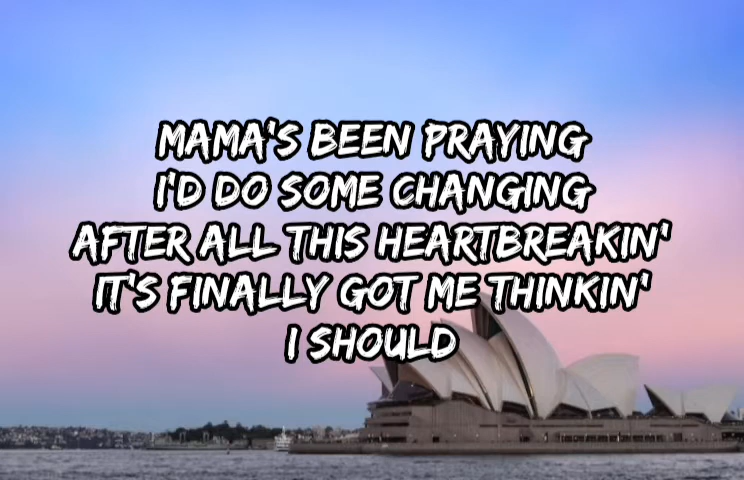 MAMA'S BEEN PRAYING
I'D DO SOME CHANGING
AFTER ALL THIS HEARTBREAKIN'
IT'S FINALLY GOT ME THINKIN'
I SHOULD